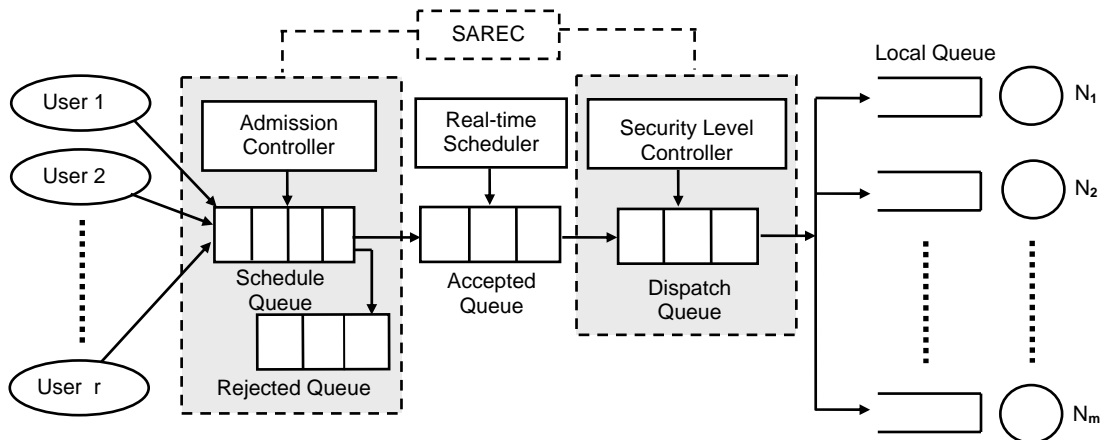 SAREC
Local Queue
User 1
Admission
Controller
Real-time
Scheduler
Security Level
Controller
N1
User 2
N2
Schedule
Queue
Accepted
Queue
Dispatch
Queue
User r
Rejected Queue
Nm